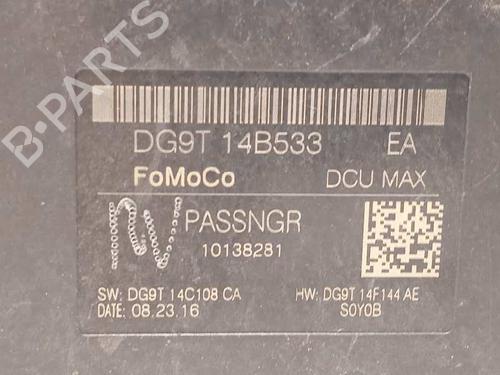 B-PARTS
DG9T 14B533 EA
FoMoCo DCU MAX
PASSNGR
10138281
SW: DG9T 14C108 CA HW: DG9T 14F144 AE
DATE: 08.23.16 S0Y0B